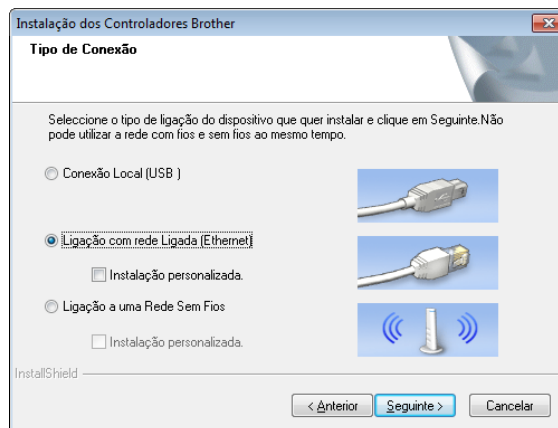 Instalação dos Controladores Brother
Tipo de Conexão
Seleccione o tipo de ligação do dispositivo que quer instalar e clique em Seguinte.Não
pode utilizar a rede com fios e sem fios ao mesmo tempo.
Conexão Local (USB )
Ligação com rede Ligada (Ethernet)
Instalação personalizada.
Ligação a uma Rede Sem Fios
Instalação personalizada.
InstallShield
< Anterior
Seguinte >
Cancelar